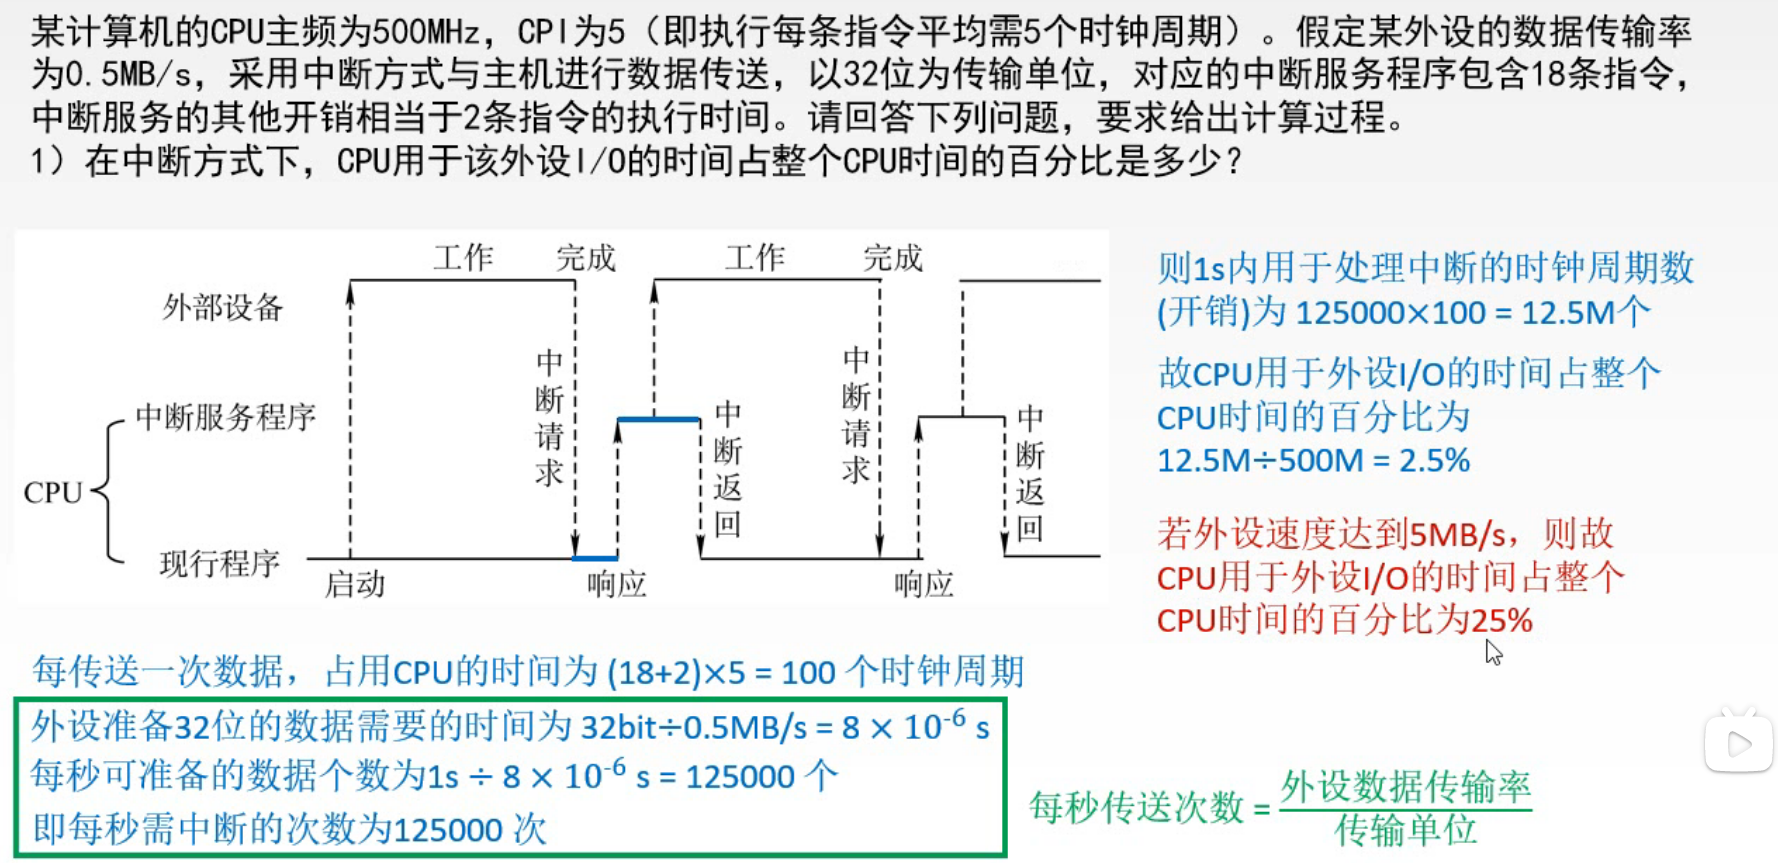 某计算机的CPU主频为500MHz，CPI为5（即执行每条指令平均需5个时钟周期）。假定某外设的数据传输率
为0.5MB/s，采用中断方式与主机进行数据传送，以32位为传输单位，对应的中断服务程序包含18条指令，
中断服务的其他开销相当于2条指令的执行时间。请回答下列问题，要求给出计算过程。
1）在中断方式下，CPU用于该外设I/O的时间占整个CPU时间的百分比是多少？
工作 完成 工作 完成
外部设备
中断请求 中断请求
中断服务程序
中断返回 中断返回
CPU
现行程序
启动 响应 响应
则1s内用于处理中断的时钟周期数
(开销)为 125000×100 = 12.5M个
故CPU用于外设I/O的时间占整个
CPU时间的百分比为
12.5M÷500M = 2.5%
若外设速度达到5MB/s，则故
CPU用于外设I/O的时间占整个
CPU时间的百分比为25%
每传送一次数据，占用CPU的时间为 (18+2)×5 = 100 个时钟周期
外设准备32位的数据需要的时间为 32bit÷0.5MB/s = 8 × 10⁻⁶ s
每秒可准备的数据个数为1s ÷ 8 × 10⁻⁶ s = 125000 个
即每秒需中断的次数为125000 次
每秒传送次数 = 外设数据传输率
传输单位